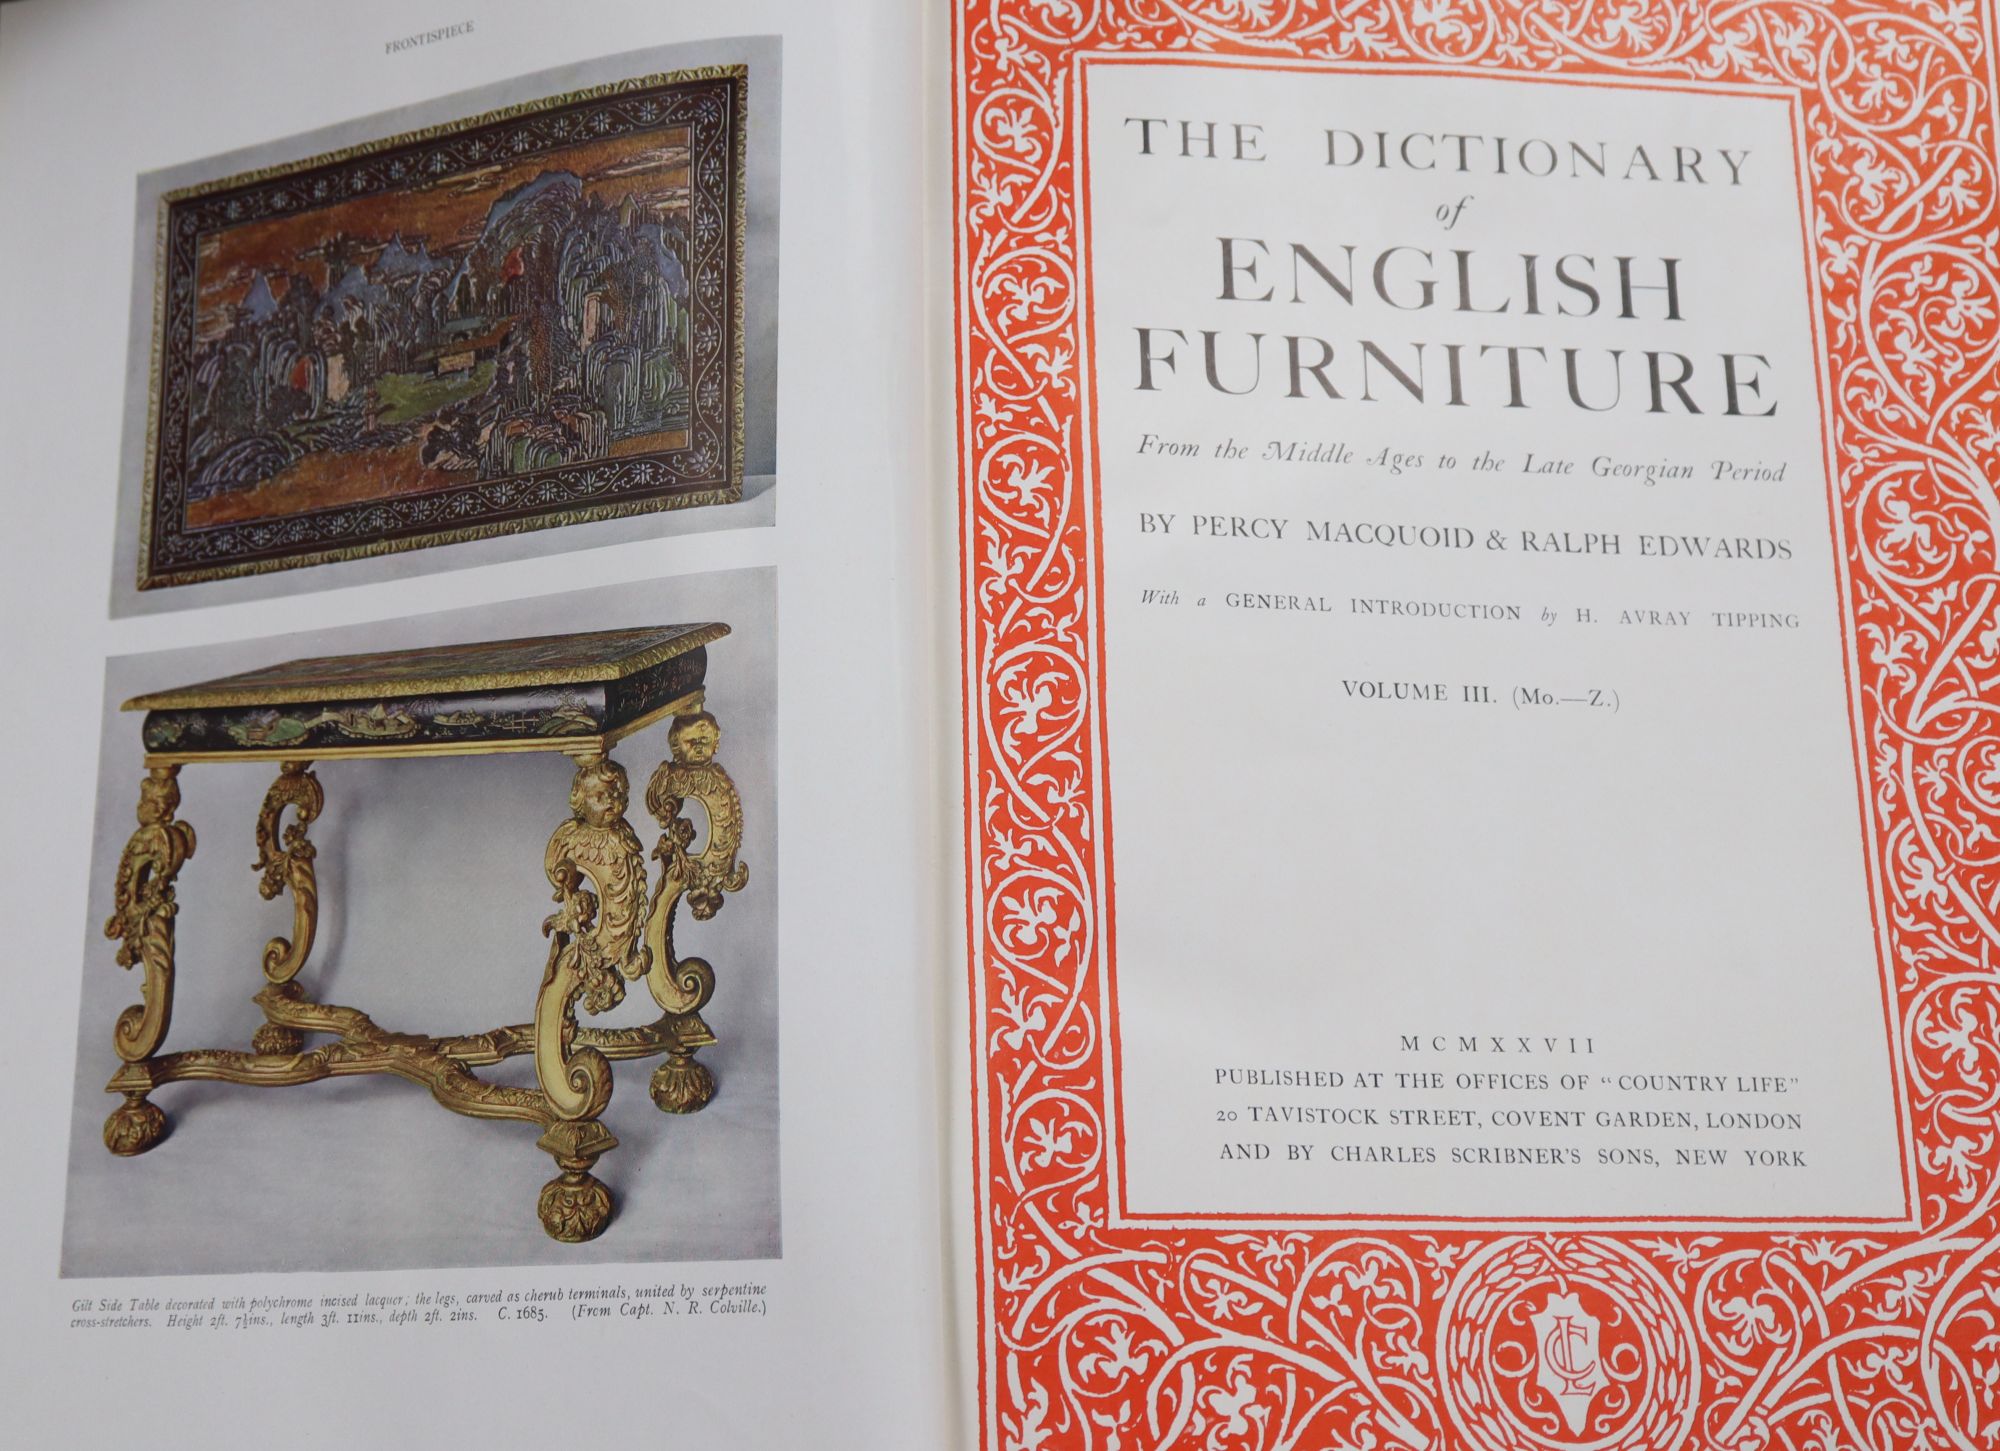 FRONTISPIECE
Gilt Side Table decorated with polychrome incised lacquer; the legs, carved as cherub terminals, united by serpentine
cross-stretchers. Height 2ft. 7½ins., length 3ft. 11ins., depth 2ft. 2ins. C. 1685. (From Capt. N. R. Colville.)
THE DICTIONARY
of
ENGLISH
FURNITURE
From the Middle Ages to the Late Georgian Period
BY PERCY MACQUOID & RALPH EDWARDS
With a GENERAL INTRODUCTION by H. AVRAY TIPPING
VOLUME III. (Mo.—Z.)
MCMXXVII
PUBLISHED AT THE OFFICES OF “COUNTRY LIFE”
20 TAVISTOCK STREET, COVENT GARDEN, LONDON
AND BY CHARLES SCRIBNER'S SONS, NEW YORK
CL